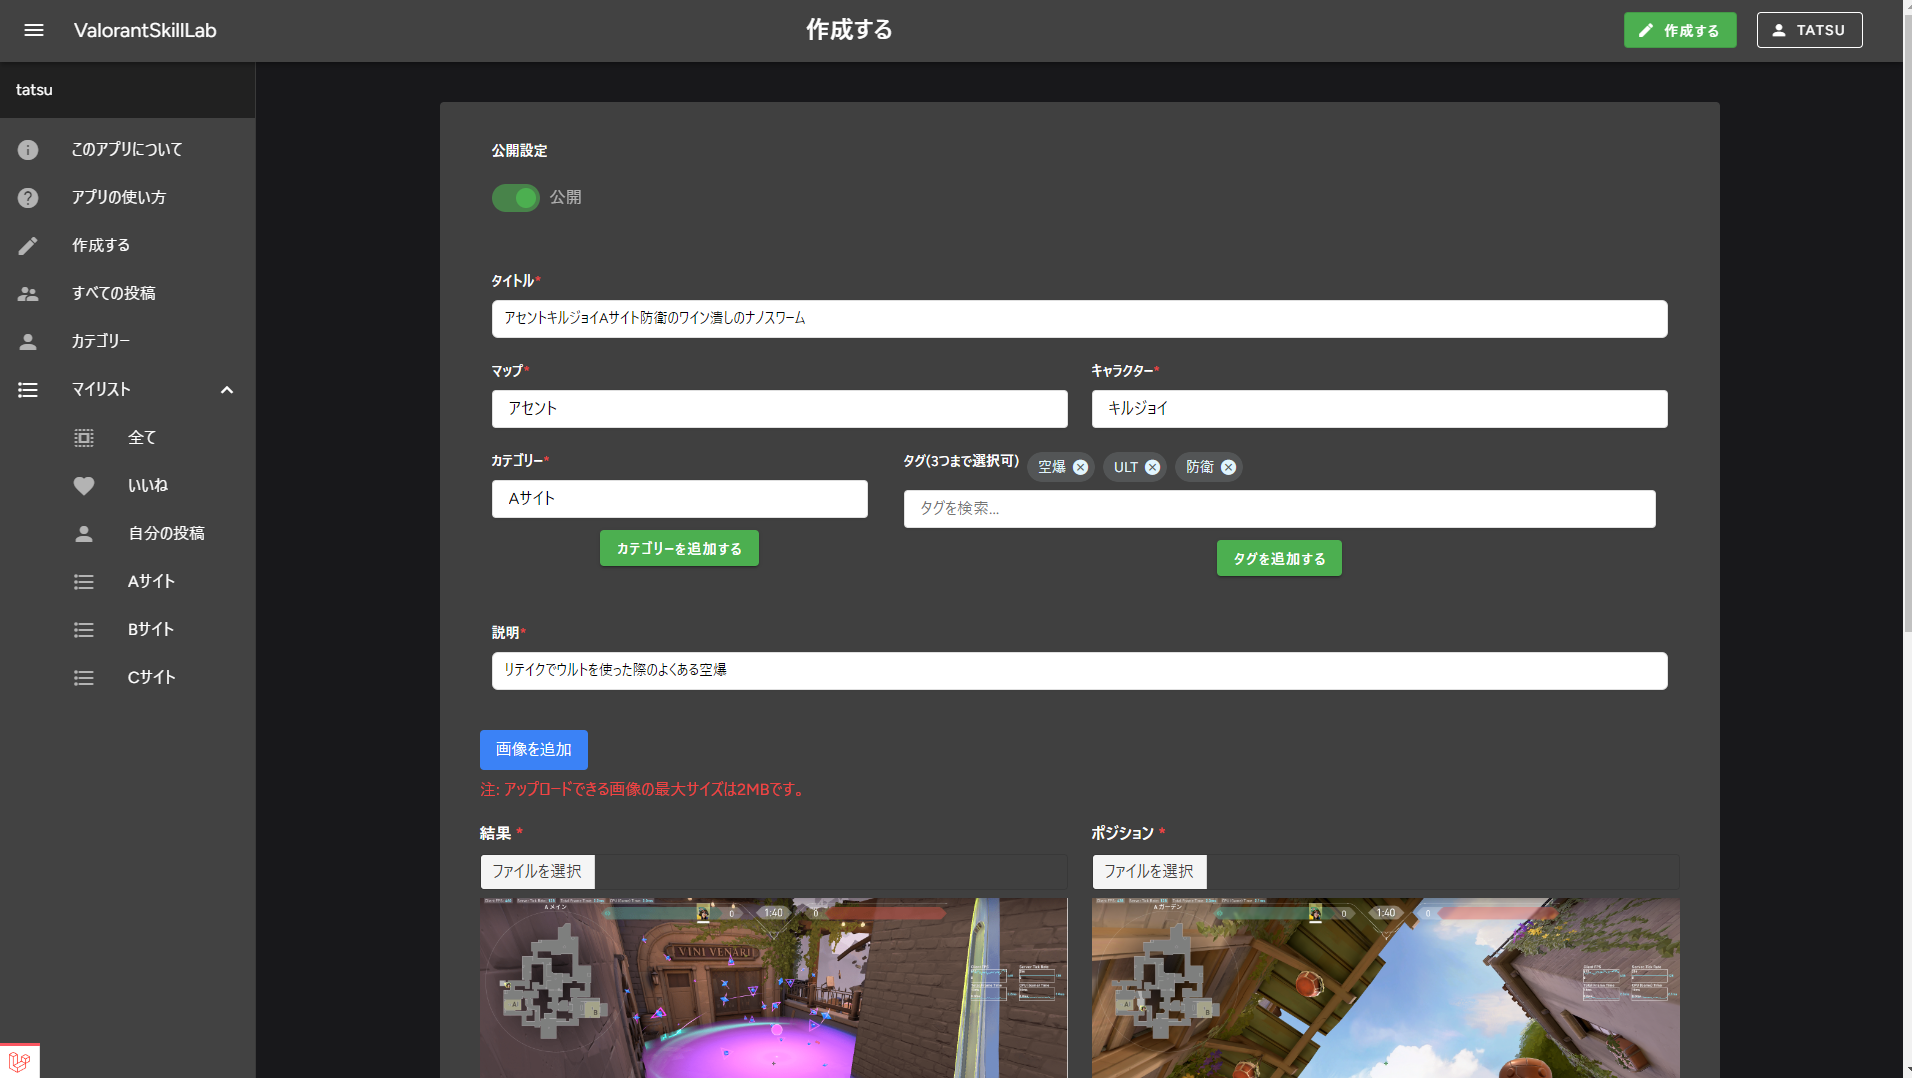 ValorantSkillLab
作成する
作成する
TATSU
tatsu
このアプリについて
アプリの使い方
作成する
すべての投稿
カテゴリー
マイリスト
全て
いいね
自分の投稿
Aサイト
Bサイト
Cサイト
公開設定
公開
タイトル*
アセントキルジョイAサイト防衛のワイン潰しのナノスワーム
マップ*
キャラクター*
アセント
キルジョイ
カテゴリー*
タグ(3つまで選択可)
空爆
ULT
防衛
Aサイト
タグを検索...
カテゴリーを追加する
タグを追加する
説明*
リテイクでウルトを使った際のよくある空爆
画像を追加
注: アップロードできる画像の最大サイズは2MBです。
結果 *
ポジション *
ファイルを選択
ファイルを選択
A メイン
0
1:40
0
VINI VENARI
A
B
A ガーデン
0
1:40
0
A
B